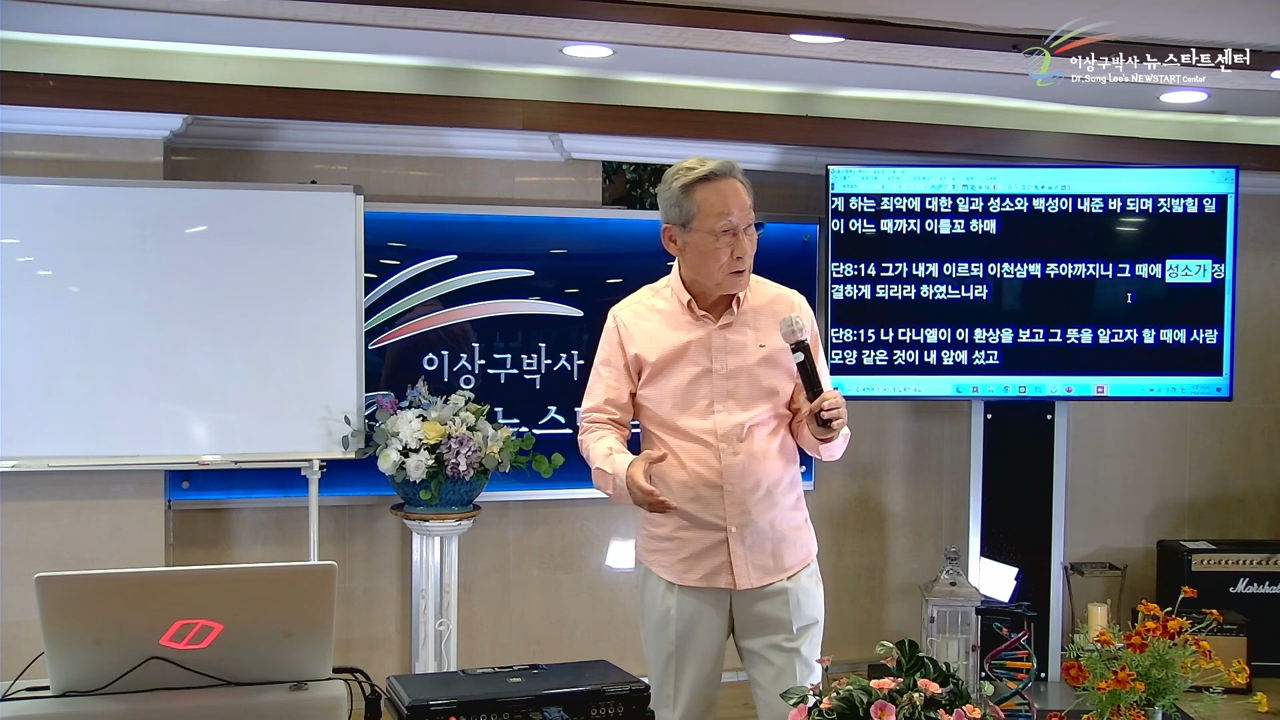 이상구박사 뉴스타트센터
Dr. Sang Lee's NEWSTART Center
게 하는 죄악에 대한 일과 성소와 백성이 내준 바 되며 짓밟힐 일
이 어느 때까지 이를꼬 하매
단8:14 그가 내게 이르되 이천삼백 주야까지니 그 때에 성소가 정
결하게 되리라 하였느니라
단8:15 나 다니엘이 이 환상을 보고 그 뜻을 알고자 할 때에 사람
모양 같은 것이 내 앞에 섰고
이상구박사
뉴스
Marshall